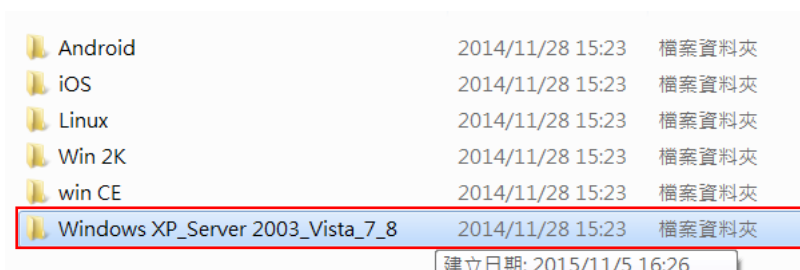 Android 2014/11/28 15:23 檔案資料夾
iOS 2014/11/28 15:23 檔案資料夾
Linux 2014/11/28 15:23 檔案資料夾
Win 2K 2014/11/28 15:23 檔案資料夾
win CE 2014/11/28 15:23 檔案資料夾
Windows XP_Server 2003_Vista_7_8 2014/11/28 15:23 檔案資料夾
建立日期: 2015/11/5 16:26